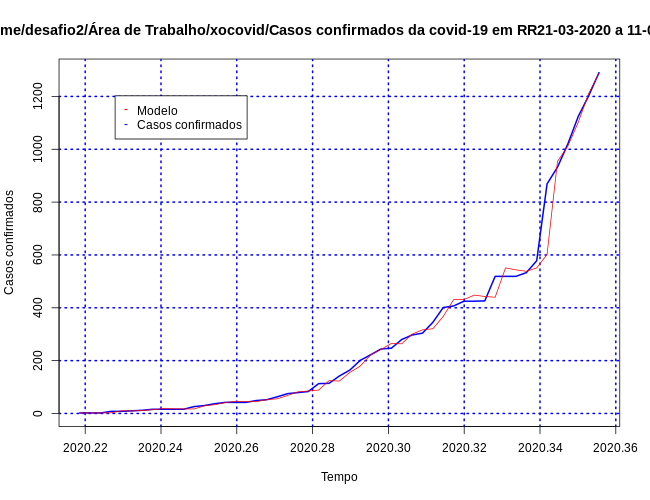 me/desafio2/Área de Trabalho/xocovid/Casos confirmados da covid-19 em RR21-03-2020 a 11-0
Modelo
Casos confirmados
Casos confirmados
0
200
400
600
800
1000
1200
2020.22 2020.24 2020.26 2020.28 2020.30 2020.32 2020.34 2020.36
Tempo